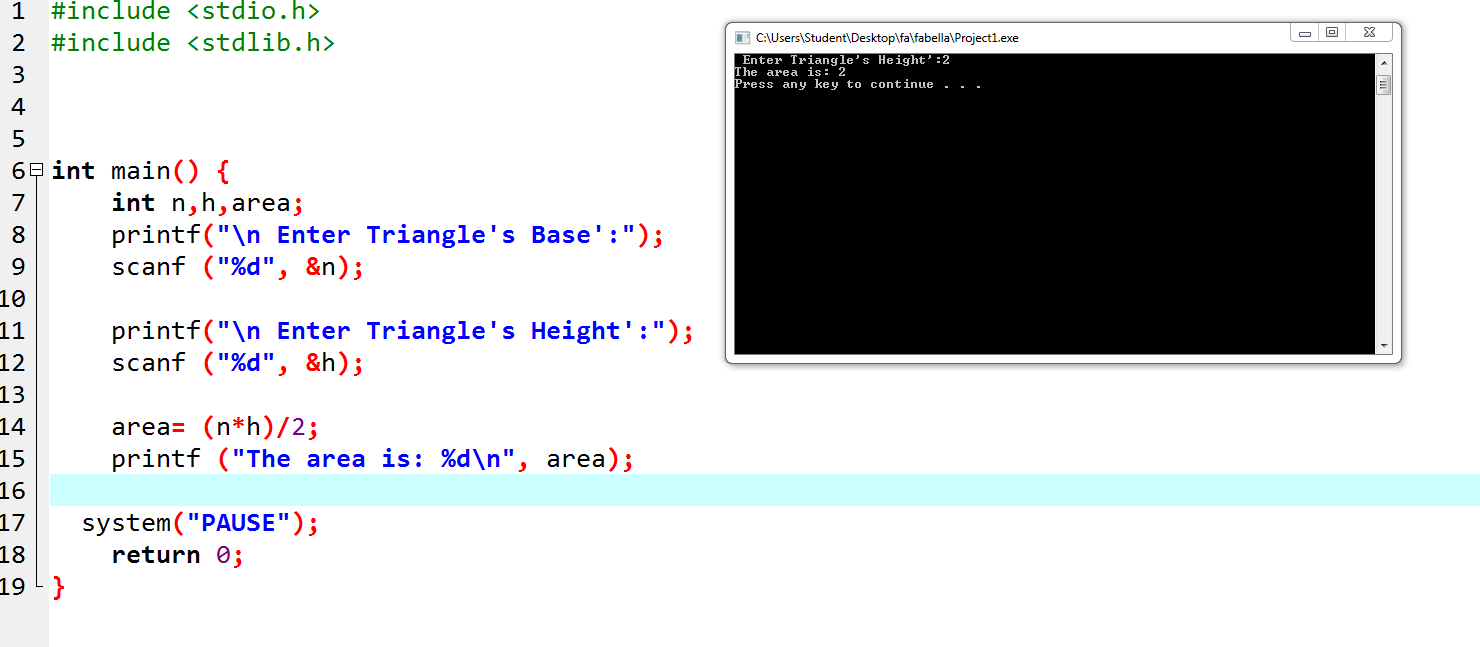 1 #include <stdio.h>
2 #include <stdlib.h>
3
4
5
6 int main() {
7 int n,h,area;
8 printf("\n Enter Triangle's Base':");
9 scanf ("%d", &n);
10
11 printf("\n Enter Triangle's Height':");
12 scanf ("%d", &h);
13
14 area= (n*h)/2;
15 printf ("The area is: %d\n", area);
16
17 system("PAUSE");
18 return 0;
19 }
C:\Users\Student\Desktop\fa\fabella\Project1.exe
Enter Triangle's Height':2
The area is: 2
Press any key to continue . . .